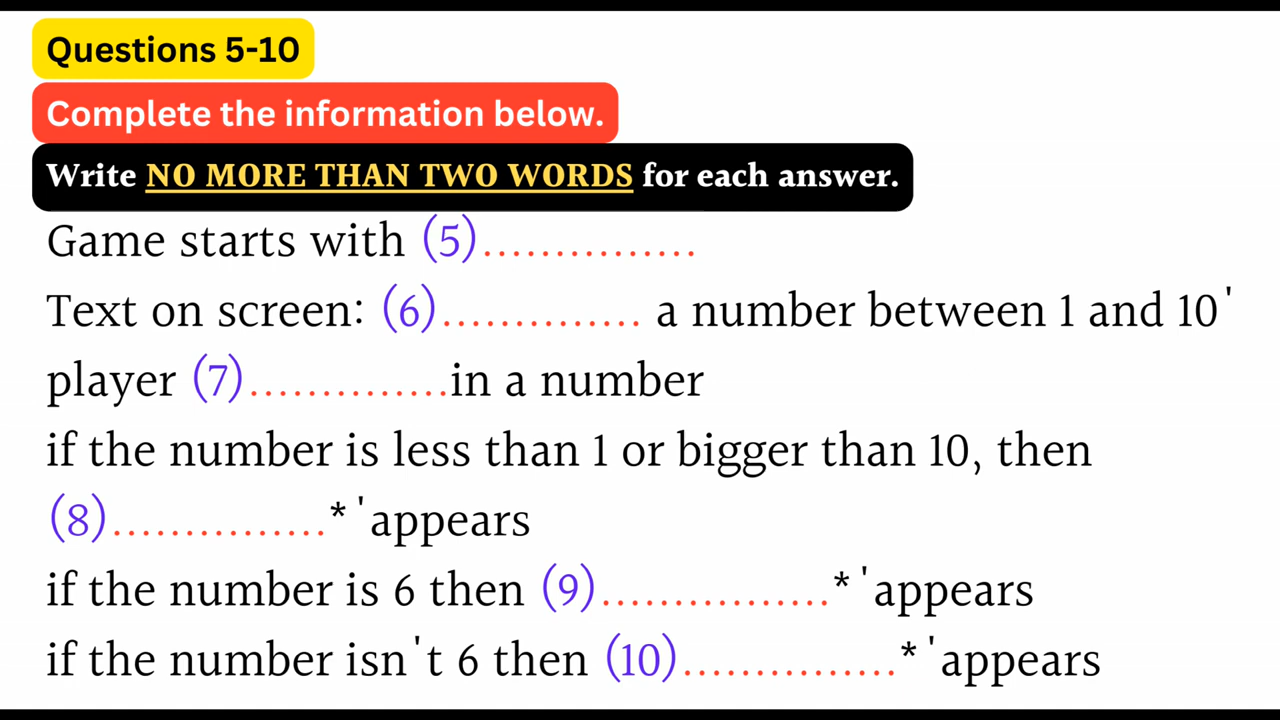 Questions 5-10
Complete the information below.
Write NO MORE THAN TWO WORDS for each answer.
Game starts with (5)...............
Text on screen: (6).............. a number between 1 and 10'
player (7)..............in a number
if the number is less than 1 or bigger than 10, then
(8)...............*'appears
if the number is 6 then (9)................*'appears
if the number isn't 6 then (10)...............*'appears